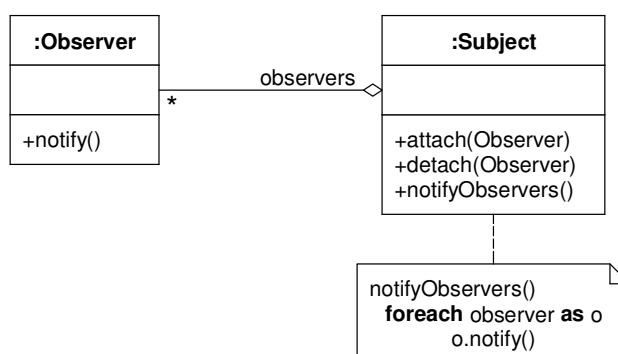 :Observer
+notify()
observers
*
:Subject
+attach(Observer)
+detach(Observer)
+notifyObservers()
notifyObservers()
foreach observer as o
o.notify()